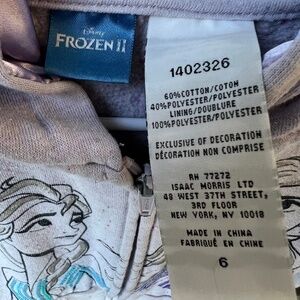 Disney
FROZEN II
1402326
60%COTTON/COTON
40%POLYESTER/POLYESTER
LINING/DOUBLURE
100%POLYESTER/POLYESTER
EXCLUSIVE OF DECORATION
DÉCORATION NON COMPRISE
RN 77272
ISAAC MORRIS LTD
48 WEST 37TH STREET,
3RD FLOOR
NEW YORK, NY 10018
MADE IN CHINA
FABRIQUÉ EN CHINE
6